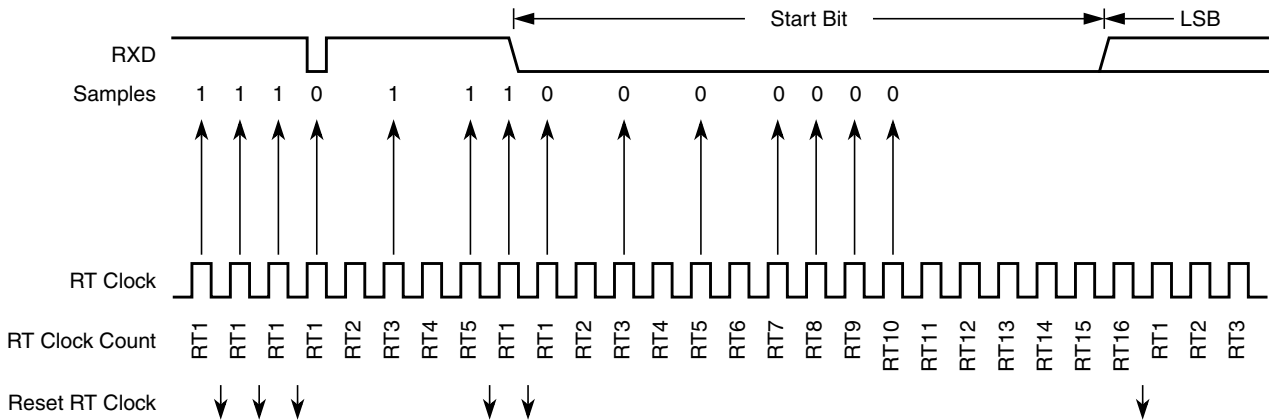 Start Bit LSB
RXD
Samples 1 1 1 0 1 1 1 0 0 0 0 0 0 0
RT Clock
RT Clock Count RT1 RT1 RT1 RT1 RT2 RT3 RT4 RT5 RT1 RT1 RT2 RT3 RT4 RT5 RT6 RT7 RT8 RT9 RT10 RT11 RT12 RT13 RT14 RT15 RT16 RT1 RT2 RT3
Reset RT Clock